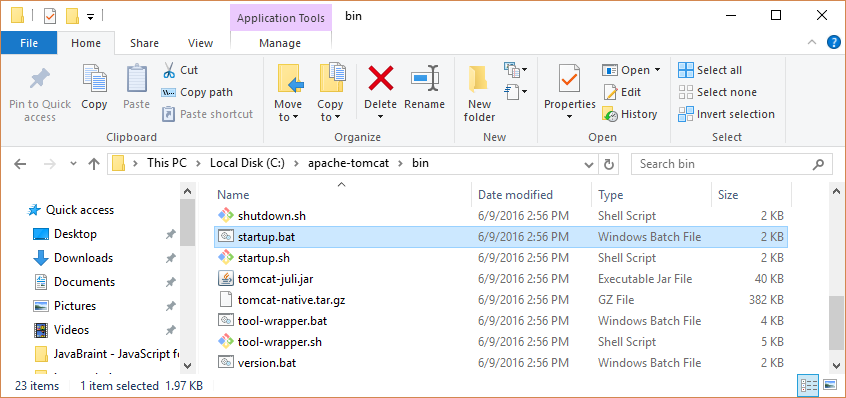 Application Tools bin
File Home Share View Manage
Pin to Quick access
Copy
Paste
Cut
Copy path
Paste shortcut
Clipboard
Move to
Copy to
Delete
Rename
Organize
New folder
New
Properties
Open
Edit
History
Open
Select all
Select none
Invert selection
Select
This PC Local Disk (C:) apache-tomcat bin
Search bin
Quick access
Desktop
Downloads
Documents
Pictures
Videos
JavaBraint - JavaScript fo
Name Date modified Type Size
shutdown.sh 6/9/2016 2:56 PM Shell Script 2 KB
startup.bat 6/9/2016 2:56 PM Windows Batch File 2 KB
startup.sh 6/9/2016 2:56 PM Shell Script 2 KB
tomcat-juli.jar 6/9/2016 2:56 PM Executable Jar File 40 KB
tomcat-native.tar.gz 6/9/2016 2:56 PM GZ File 382 KB
tool-wrapper.bat 6/9/2016 2:56 PM Windows Batch File 4 KB
tool-wrapper.sh 6/9/2016 2:56 PM Shell Script 5 KB
version.bat 6/9/2016 2:56 PM Windows Batch File 2 KB
23 items 1 item selected 1.97 KB